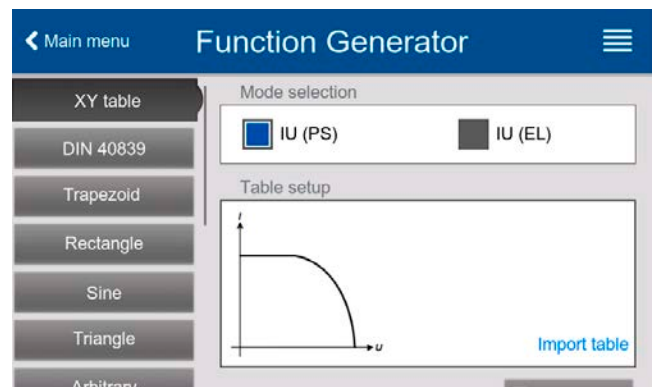 Main menu
Function Generator
XY table
DIN 40839
Trapezoid
Rectangle
Sine
Triangle
Arbitrary
Mode selection
IU (PS)
IU (EL)
Table setup
I
U
Import table